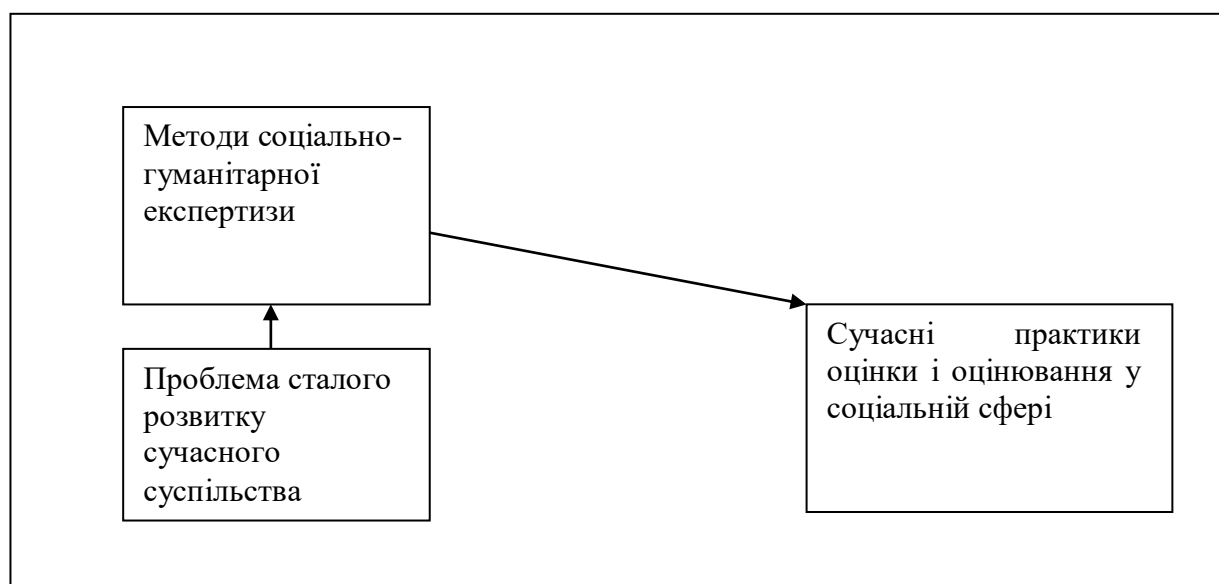 Методи соціально-
гуманітарної
експертизи
Проблема сталого
розвитку
сучасного
суспільства
Сучасні практики
оцінки і оцінювання у
соціальній сфері